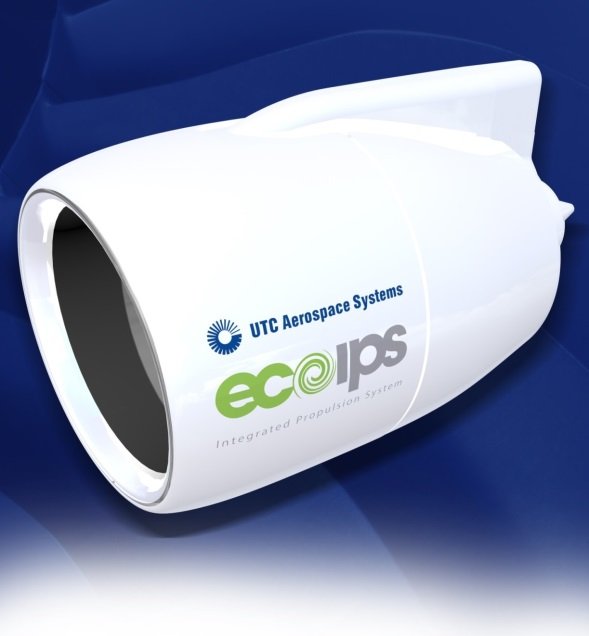 UTC Aerospace Systems
ecoIPS
Integrated Propulsion System